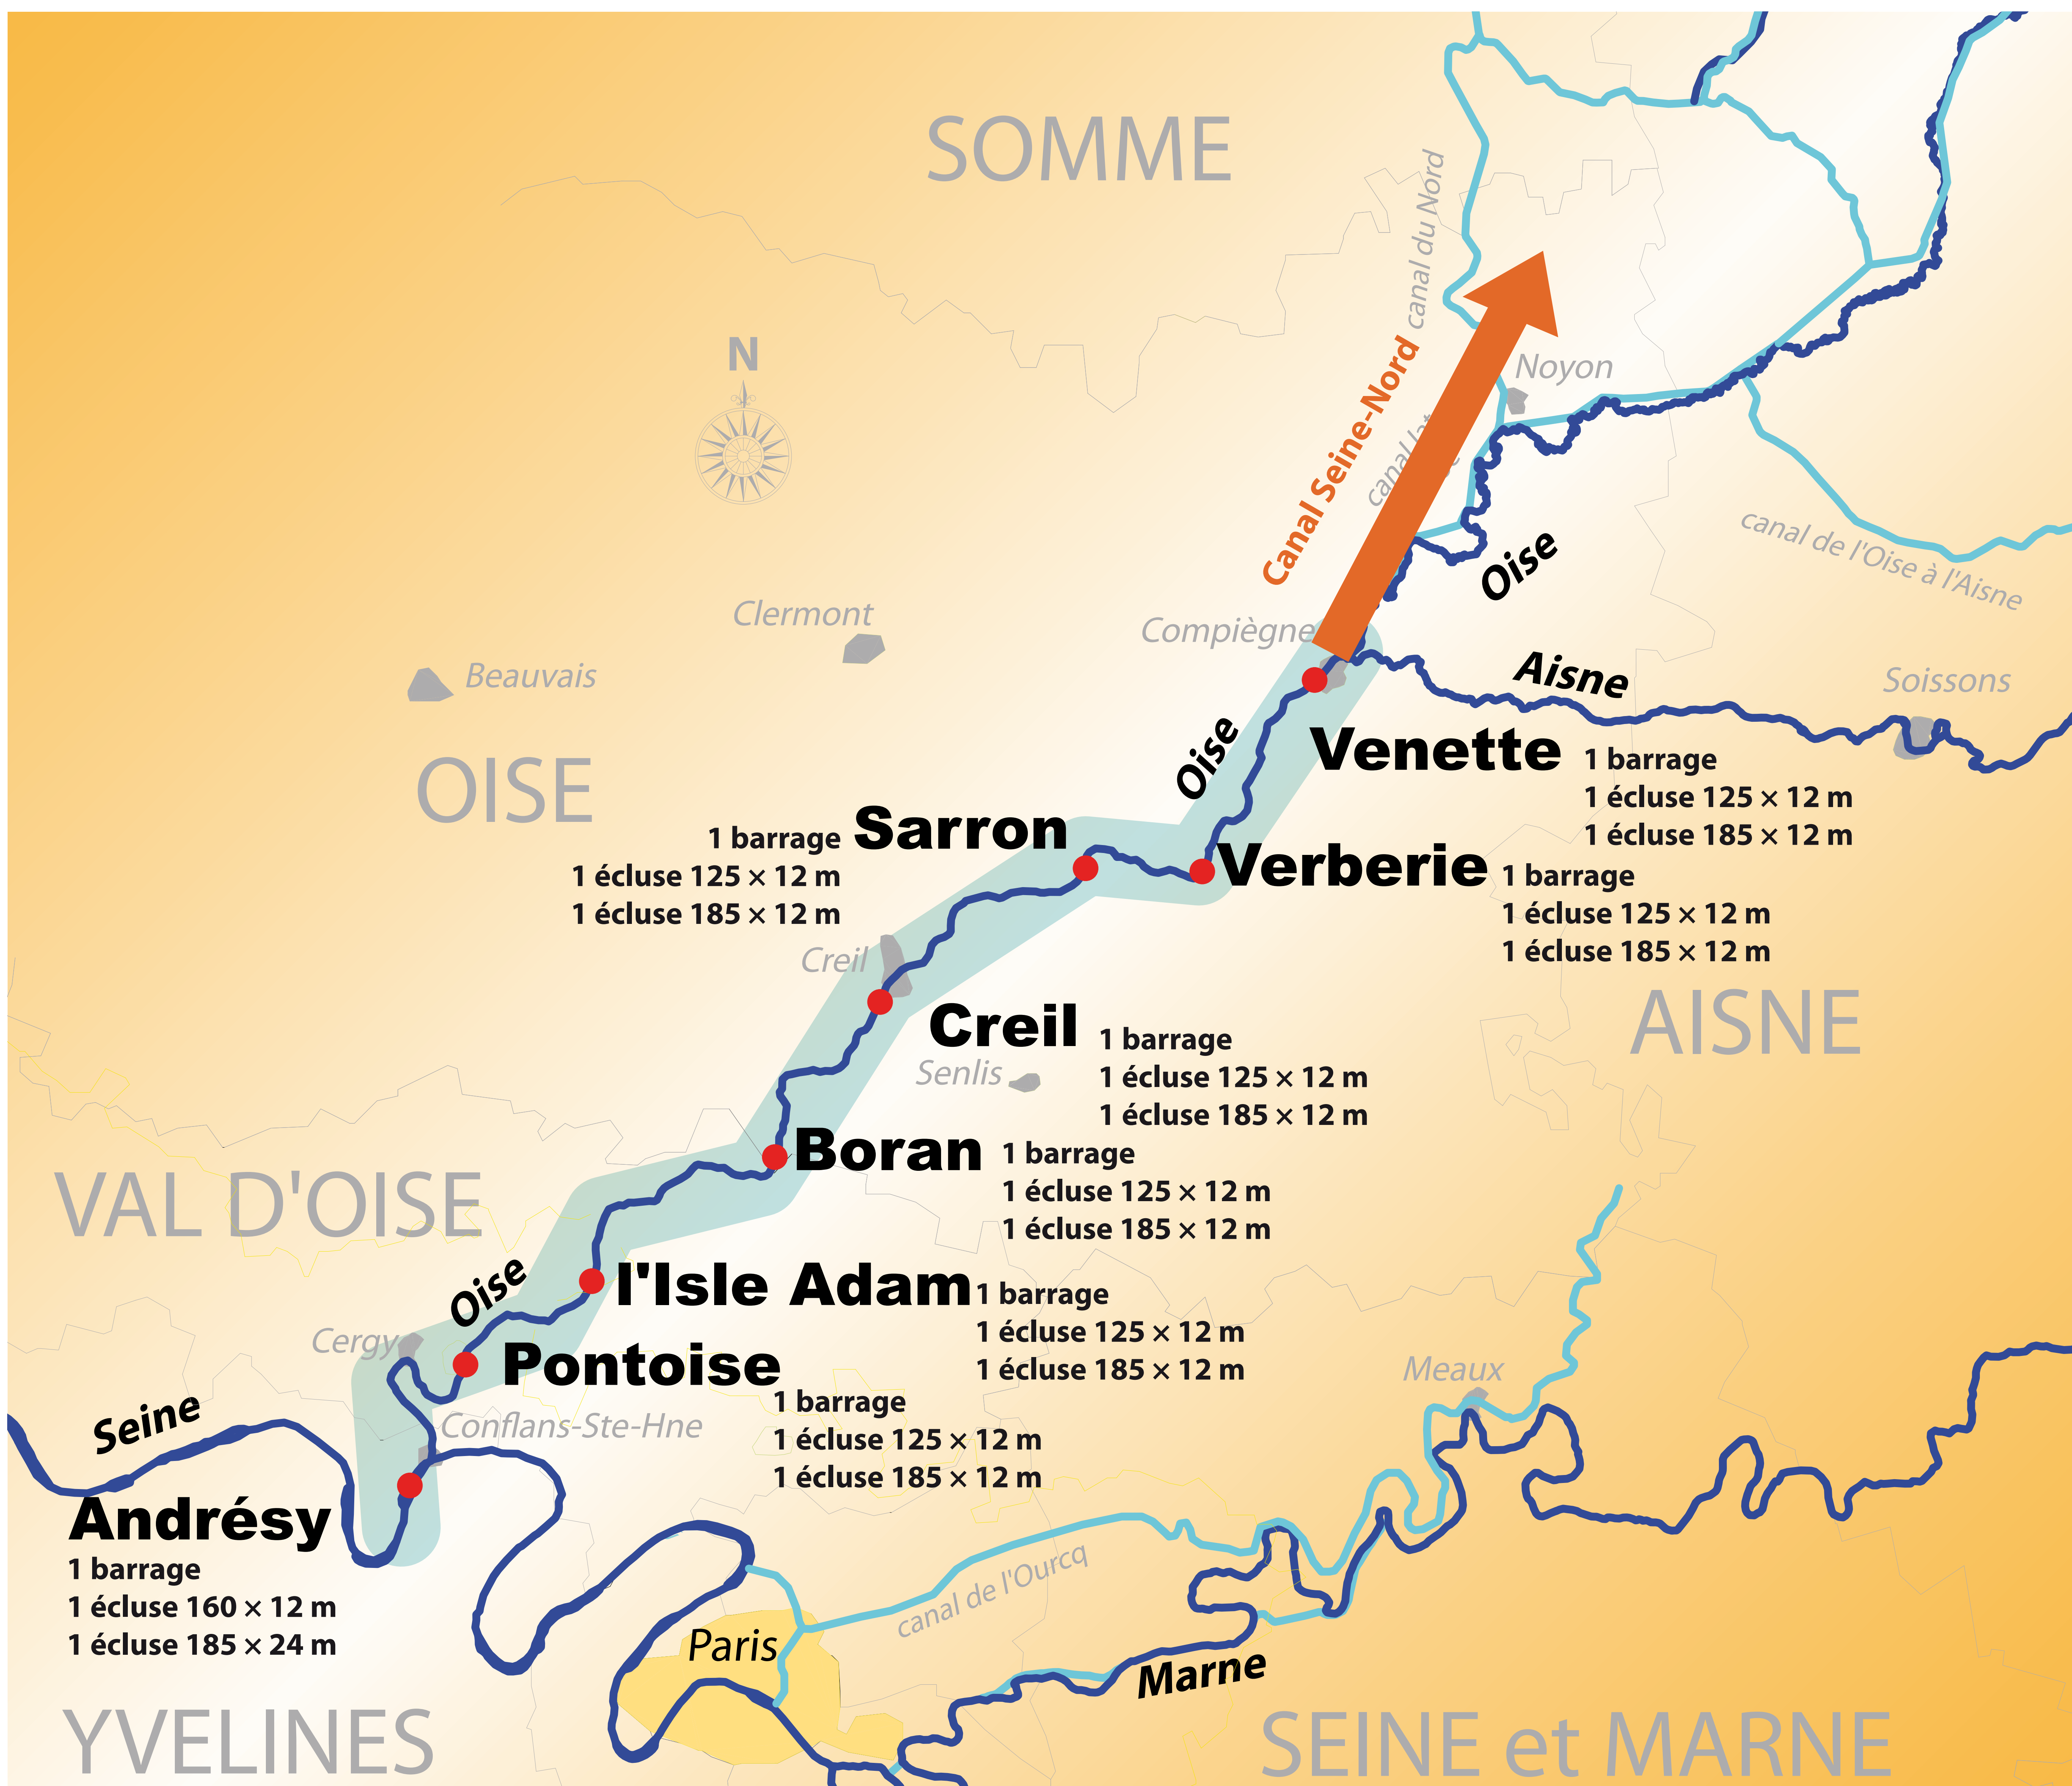 SOMME
canal du Nord
N
Noyon
Canal Seine-Nord
canal
Oise
canal de l'Oise à l'Aisne
Clermont
Compiègne
Beauvais
Aisne
Soissons
OISE
Oise
Venette
1 barrage
1 écluse 125 × 12 m
1 écluse 185 × 12 m
Sarron
1 barrage
1 écluse 125 × 12 m
1 écluse 185 × 12 m
Verberie
1 barrage
1 écluse 125 × 12 m
1 écluse 185 × 12 m
Creil
AISNE
Creil
1 barrage
1 écluse 125 × 12 m
1 écluse 185 × 12 m
Senlis
Boran
1 barrage
1 écluse 125 × 12 m
1 écluse 185 × 12 m
VAL D'OISE
l'Isle Adam
1 barrage
1 écluse 125 × 12 m
1 écluse 185 × 12 m
Oise
Cergy
Pontoise
1 barrage
1 écluse 125 × 12 m
1 écluse 185 × 12 m
Meaux
Seine
Conflans-Ste-Hne
Andrésy
1 barrage
1 écluse 160 × 12 m
1 écluse 185 × 24 m
canal de l'Ourcq
Paris
Marne
YVELINES
SEINE et MARNE